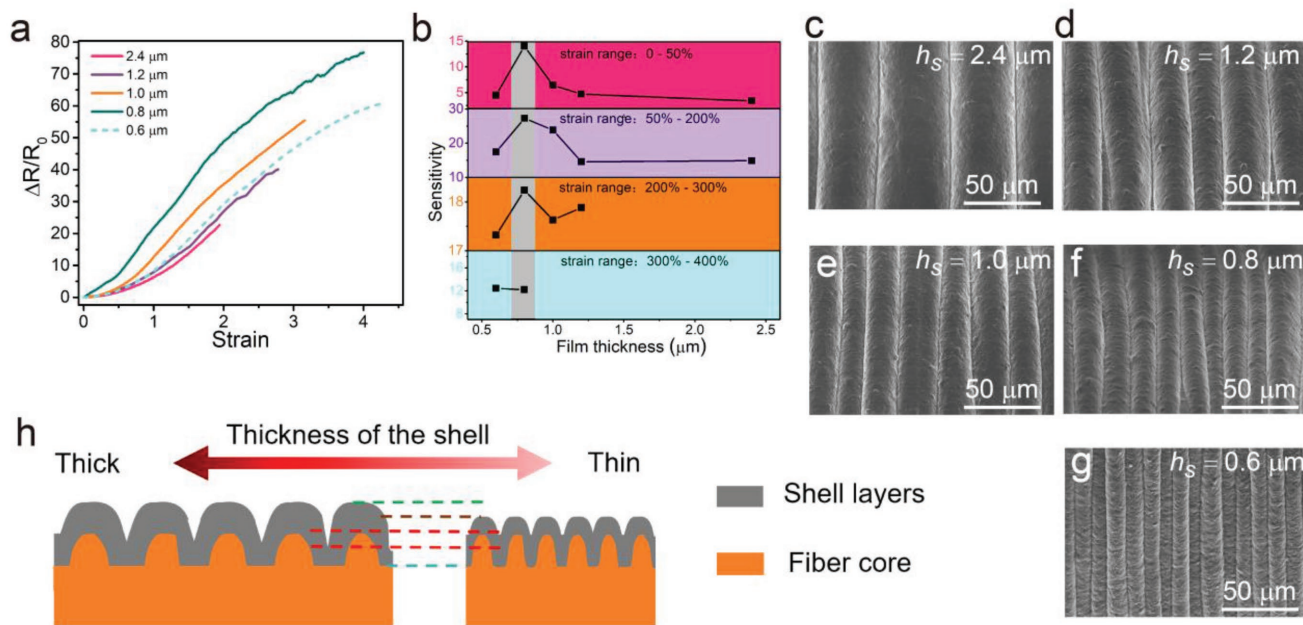 a
80
70
60
50
40
30
20
10
0
ΔR/R0
2.4 μm
1.2 μm
1.0 μm
0.8 μm
0.6 μm
0 1 2 3 4
Strain
b
15
10
5
30
20
10
18
17
16
12
8
Sensitivity
strain range: 0 - 50%
strain range: 50% - 200%
strain range: 200% - 300%
strain range: 300% - 400%
0.5 1.0 1.5 2.0 2.5
Film thickness (μm)
c
hs = 2.4 μm
50 μm
d
hs = 1.2 μm
50 μm
e
hs = 1.0 μm
50 μm
f
hs = 0.8 μm
50 μm
g
hs = 0.6 μm
50 μm
h
Thickness of the shell
Thick
Thin
Shell layers
Fiber core